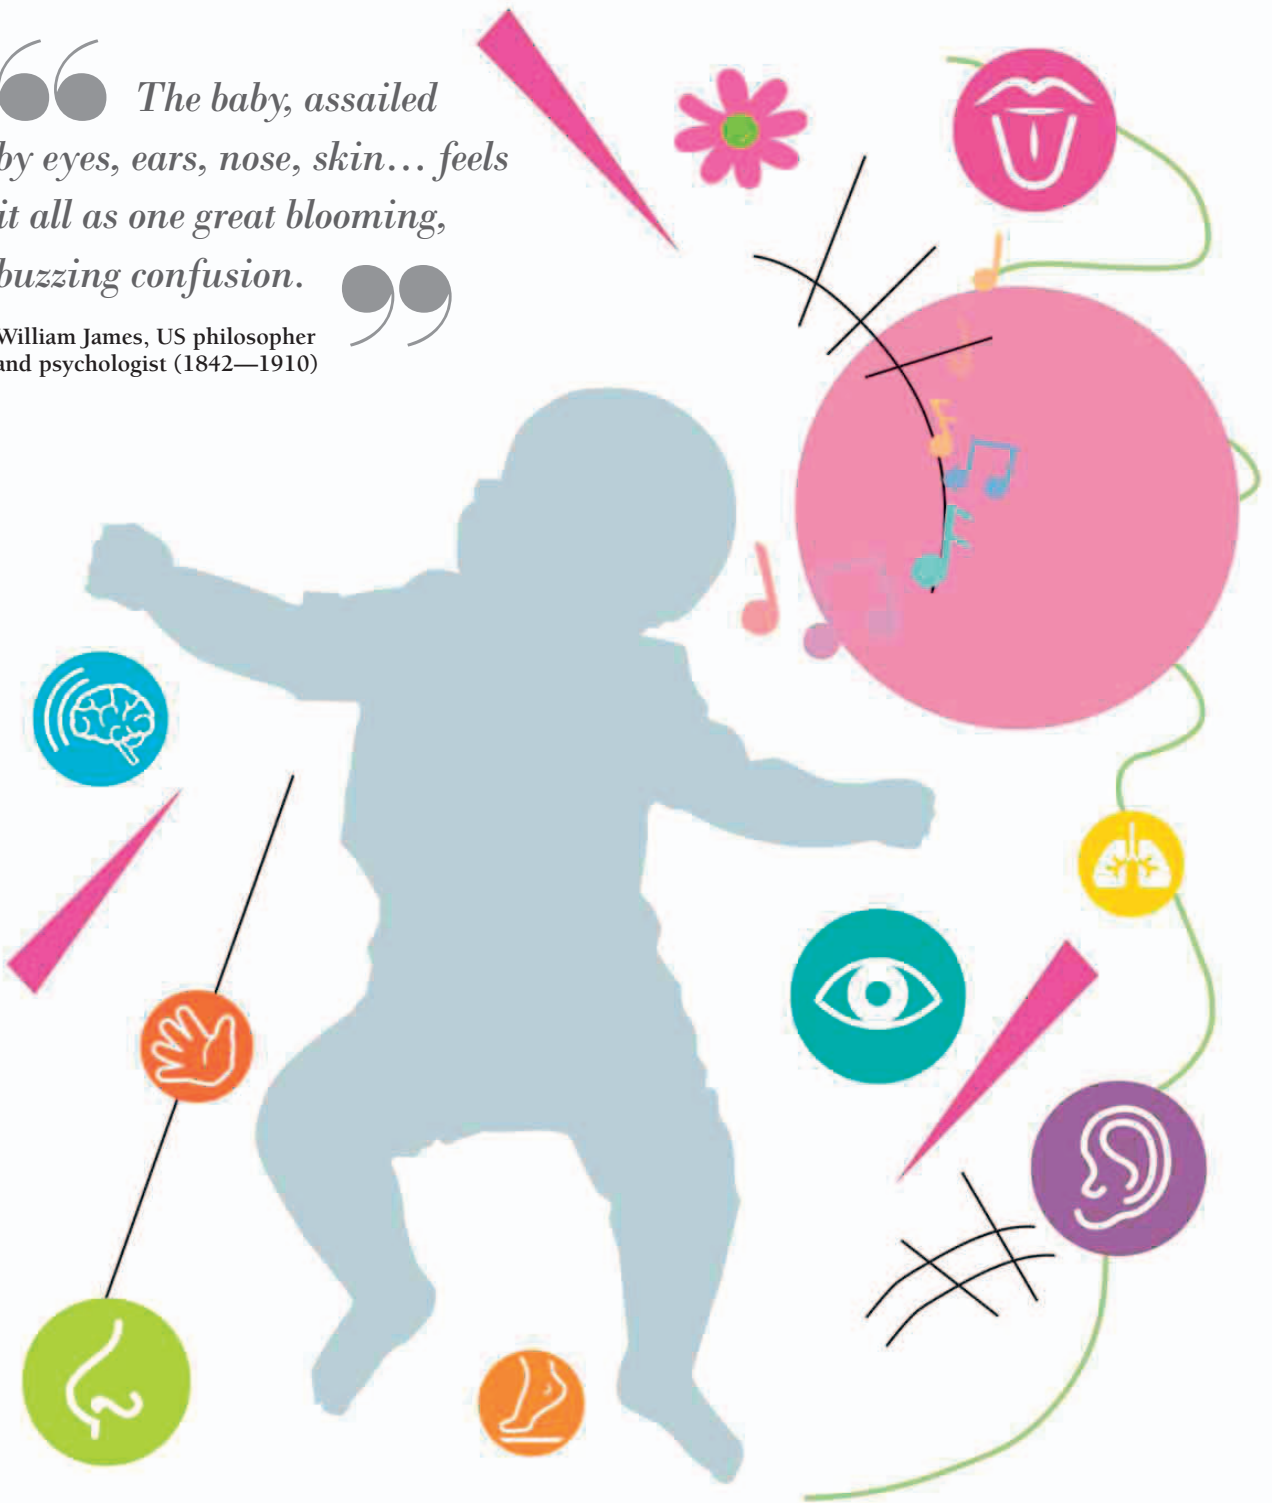 “ The baby, assailed
by eyes, ears, nose, skin… feels
it all as one great blooming,
buzzing confusion. ”
William James, US philosopher
and psychologist (1842—1910)